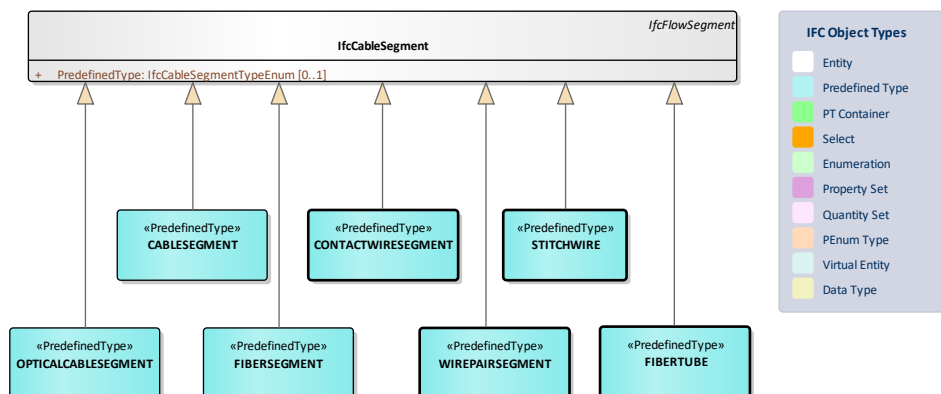 IfcFlowSegment
IfcCableSegment
+ PredefinedType: IfcCableSegmentTypeEnum [0..1]
«PredefinedType»
CABLESEGMENT
«PredefinedType»
CONTACTWIRESEGMENT
«PredefinedType»
STITCHWIRE
«PredefinedType»
OPTICALCABLESEGMENT
«PredefinedType»
FIBERSEGMENT
«PredefinedType»
WIREPAIRSEGMENT
«PredefinedType»
FIBERTUBE
IFC Object Types
Entity
Predefined Type
PT Container
Select
Enumeration
Property Set
Quantity Set
PEnum Type
Virtual Entity
Data Type